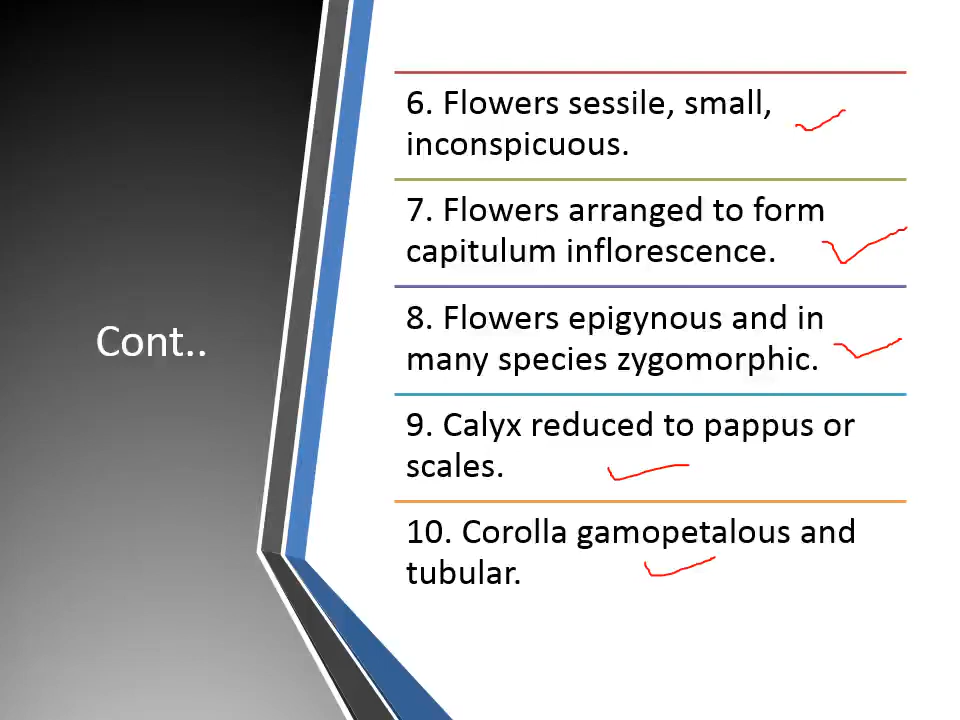 Cont..
6. Flowers sessile, small,
inconspicuous.
7. Flowers arranged to form
capitulum inflorescence.
8. Flowers epigynous and in
many species zygomorphic.
9. Calyx reduced to pappus or
scales.
10. Corolla gamopetalous and
tubular.